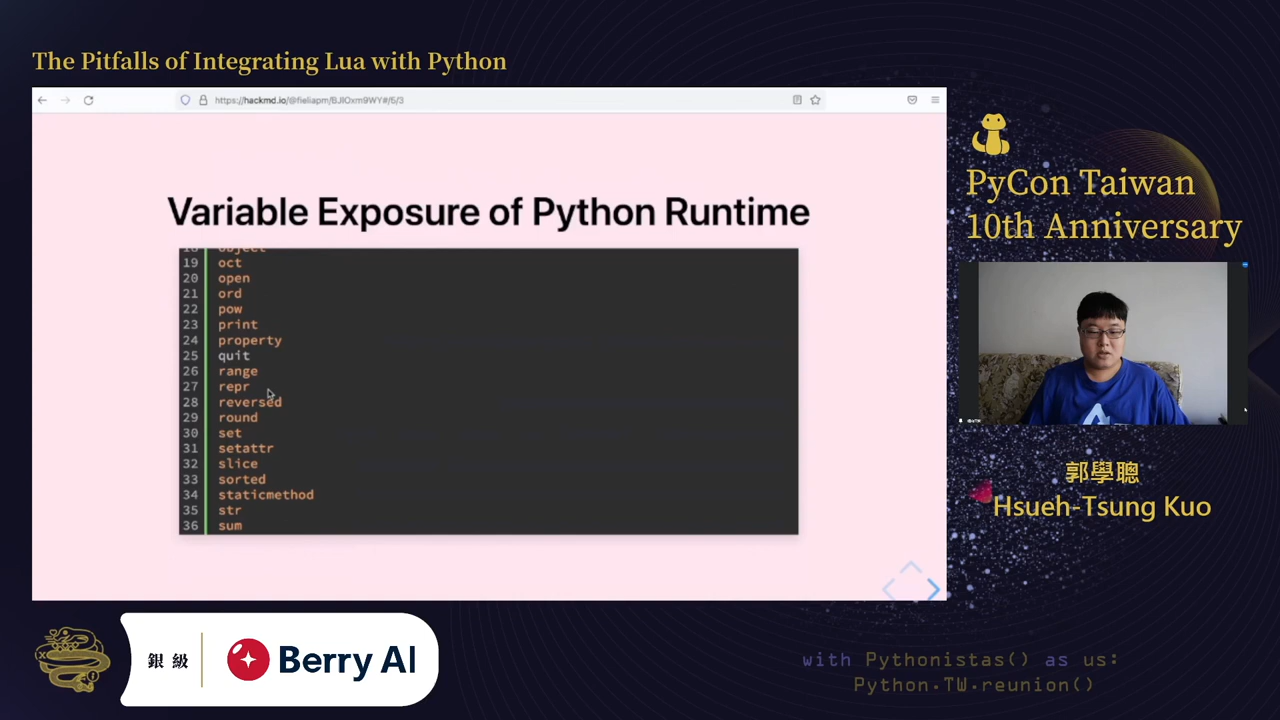 The Pitfalls of Integrating Lua with Python
https://hackmd.io/@fieliapm/BJIOxm9WY#/6/3
Variable Exposure of Python Runtime
18 object
19 oct
20 open
21 ord
22 pow
23 print
24 property
25 quit
26 range
27 repr
28 reversed
29 round
30 set
31 setattr
32 slice
33 sorted
34 staticmethod
35 str
36 sum
PyCon Taiwan
10th Anniversary
郭學聰
Hsueh-Tsung Kuo
銀級
Berry AI
with Pythonistas() as us:
Python.TW.reunion()